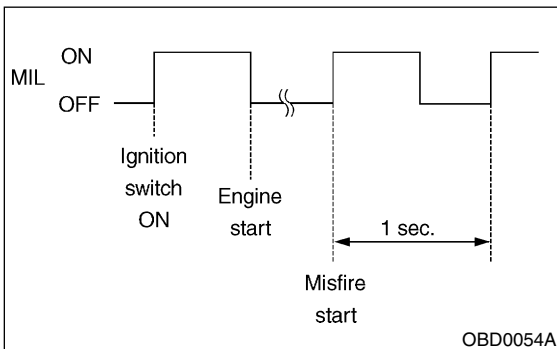 ON
MIL
OFF
Ignition
switch
ON
Engine
start
1 sec.
Misfire
start
OBD0054A